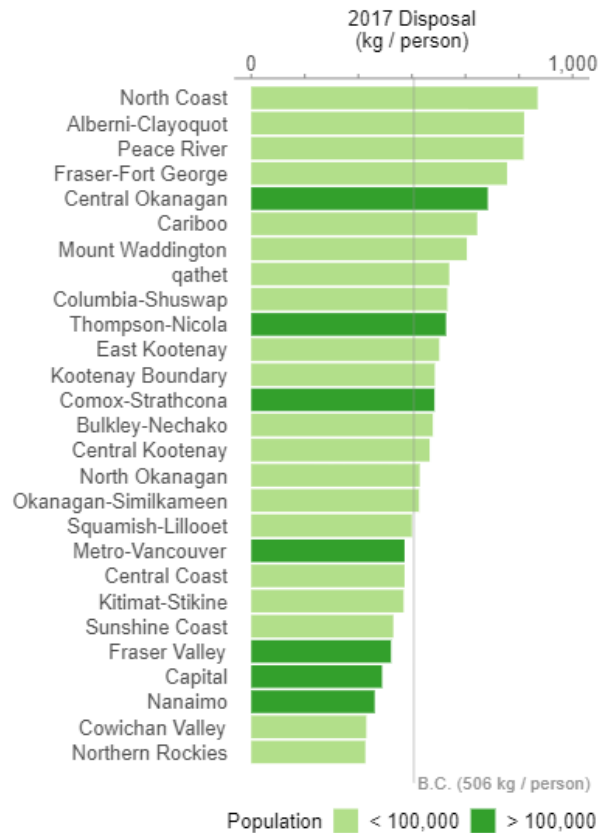 2017 Disposal
(kg / person)
0 1,000
North Coast
Alberni-Clayoquot
Peace River
Fraser-Fort George
Central Okanagan
Cariboo
Mount Waddington
qathet
Columbia-Shuswap
Thompson-Nicola
East Kootenay
Kootenay Boundary
Comox-Strathcona
Bulkley-Nechako
Central Kootenay
North Okanagan
Okanagan-Similkameen
Squamish-Lillooet
Metro-Vancouver
Central Coast
Kitimat-Stikine
Sunshine Coast
Fraser Valley
Capital
Nanaimo
Cowichan Valley
Northern Rockies
B.C. (506 kg / person)
Population < 100,000 > 100,000